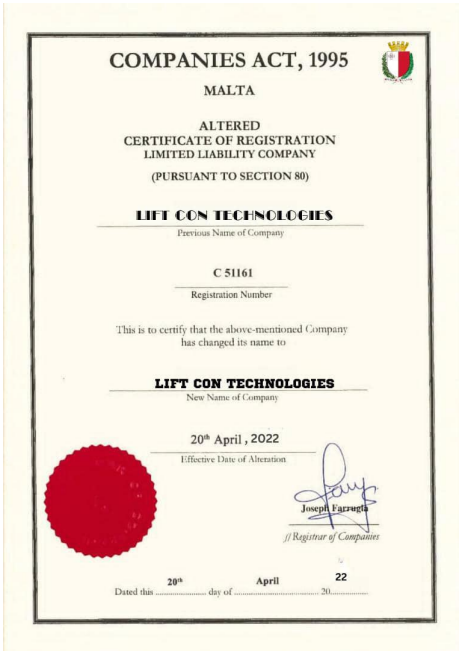 COMPANIES ACT, 1995
MALTA
ALTERED
CERTIFICATE OF REGISTRATION
LIMITED LIABILITY COMPANY
(PURSUANT TO SECTION 80)
LIFT CON TECHNOLOGIES
Previous Name of Company
C 51161
Registration Number
This is to certify that the above-mentioned Company
has changed its name to
LIFT CON TECHNOLOGIES
New Name of Company
20th April , 2022
Effective Date of Alteration
Joseph Farrugia
// Registrar of Companies
20th April 22
Dated this .................. day of .............................. 20..............